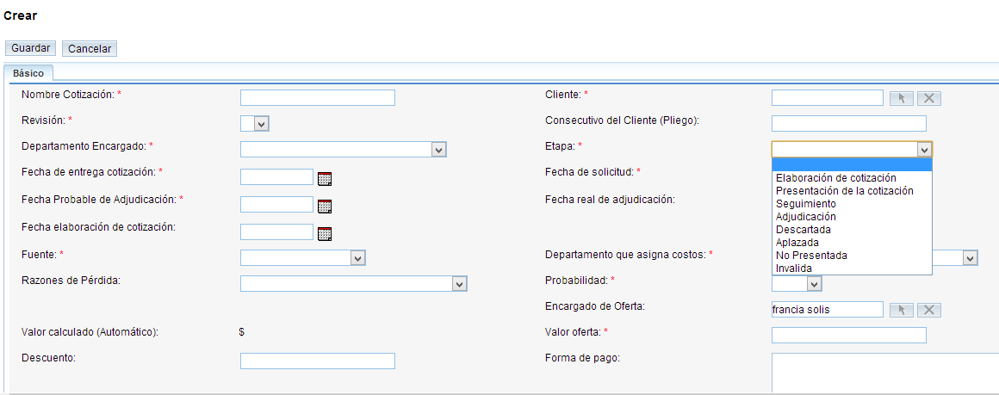 Crear
Guardar Cancelar
Básico
Nombre Cotización: * Cliente: *
Revisión: * Consecutivo del Cliente (Pliego):
Departamento Encargado: * Etapa: *
Fecha de entrega cotización: * Fecha de solicitud: *
Elaboración de cotización
Presentación de la cotización
Fecha Probable de Adjudicación: * Fecha real de adjudicación: Seguimiento
Adjudicación
Fecha elaboración de cotización: Descartada
Aplazada
Fuente: * Departamento que asigna costos: * No Presentada
Invalida
Razones de Pérdida: Probabilidad: *
Encargado de Oferta: francia solis
Valor calculado (Automático): $ Valor oferta: *
Descuento: Forma de pago: